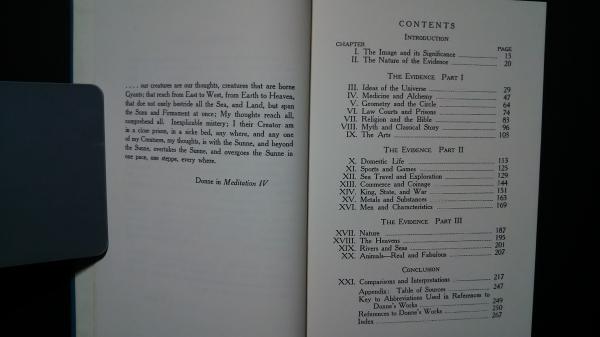 .... our creatures are our thoughts, creatures that are borne
Gyants; that reach from East to West, from Earth to Heaven,
that doe not onely bestride all the Sea, and Land, but span
the Sunn and Firmament at once; My thoughts reach all,
comprehend all. Inexplicable mistery; I their Creator am
in a close prison, in a sicke bed, any where, and any one
of my Creatures, my thoughts, is with the Sunne, and beyond
the Sunne, overtakes the Sunne, and overgoes the Sunne in
one pace, one steppe, every where.
Donne in Meditation IV
CONTENTS
INTRODUCTION
CHAPTER PAGE
I. The Image and its Significance 13
II. The Nature of the Evidence 20
THE EVIDENCE PART I
III. Ideas of the Universe 29
IV. Medicine and Alchemy 47
V. Geometry and the Circle 64
VI. Law Courts and Prisons 74
VII. Religion and the Bible 83
VIII. Myth and Classical Story 96
IX. The Arts 103
THE EVIDENCE PART II
X. Domestic Life 113
XI. Sports and Games 125
XII. Sea Travel and Exploration 129
XIII. Commerce and Coinage 144
XIV. King, State, and War 151
XV. Metals and Substances 163
XVI. Men and Characteristics 169
THE EVIDENCE PART III
XVII. Nature 187
XVIII. The Heavens 195
XIX. Rivers and Seas 201
XX. Animals—Real and Fabulous 207
CONCLUSION
XXI. Comparisons and Interpretations 217
Appendix: Table of Sources 247
Key to Abbreviations Used in References to
Donne's Works 249
References to Donne's Works 250
Index 267